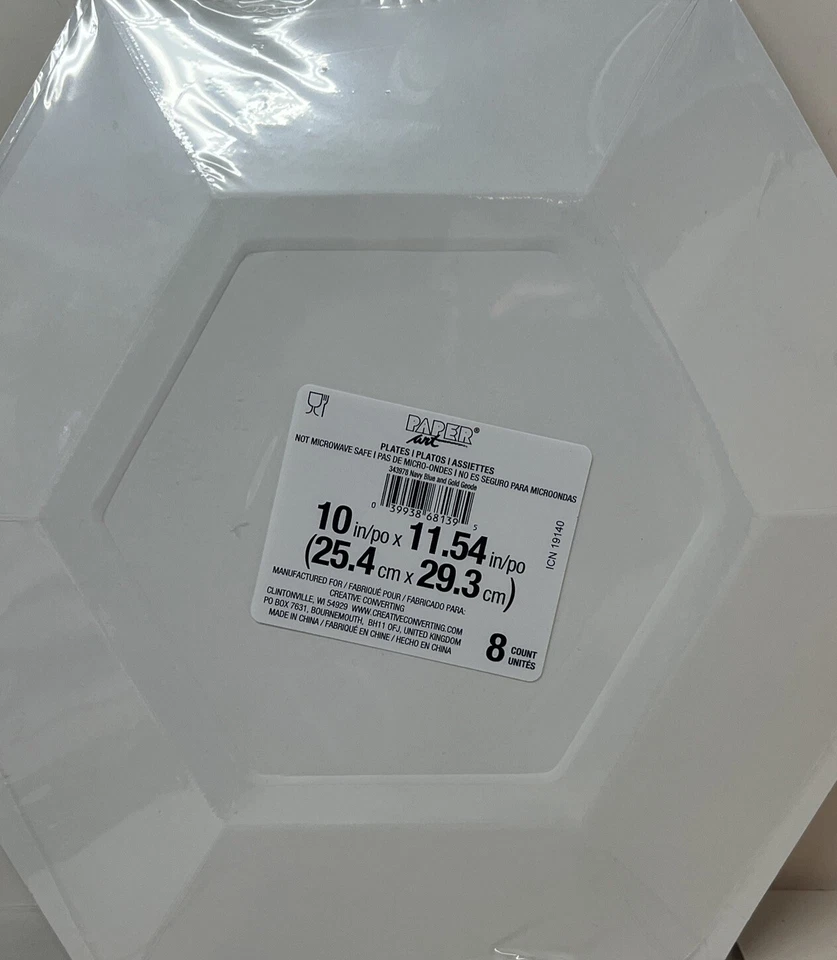 PAPER®
art
PLATES | PLATOS | ASSIETTES
NOT MICROWAVE SAFE | PAS DE MICRO-ONDES | NO ES SEGURO PARA MICROONDAS
343978 Navy Blue and Gold Geode
0 39938 68139 5
10 in/po x 11.54 in/po
(25.4 cm x 29.3 cm)
ICN 19140
MANUFACTURED FOR / FABRIQUÉ POUR / FABRICADO PARA:
CREATIVE CONVERTING
CLINTONVILLE, WI 54929 WWW.CREATIVECONVERTING.COM
PO BOX 7631, BOURNEMOUTH, BH11 0FJ, UNITED KINGDOM
MADE IN CHINA / FABRIQUÉ EN CHINE / HECHO EN CHINA
8 COUNT
UNITÉS